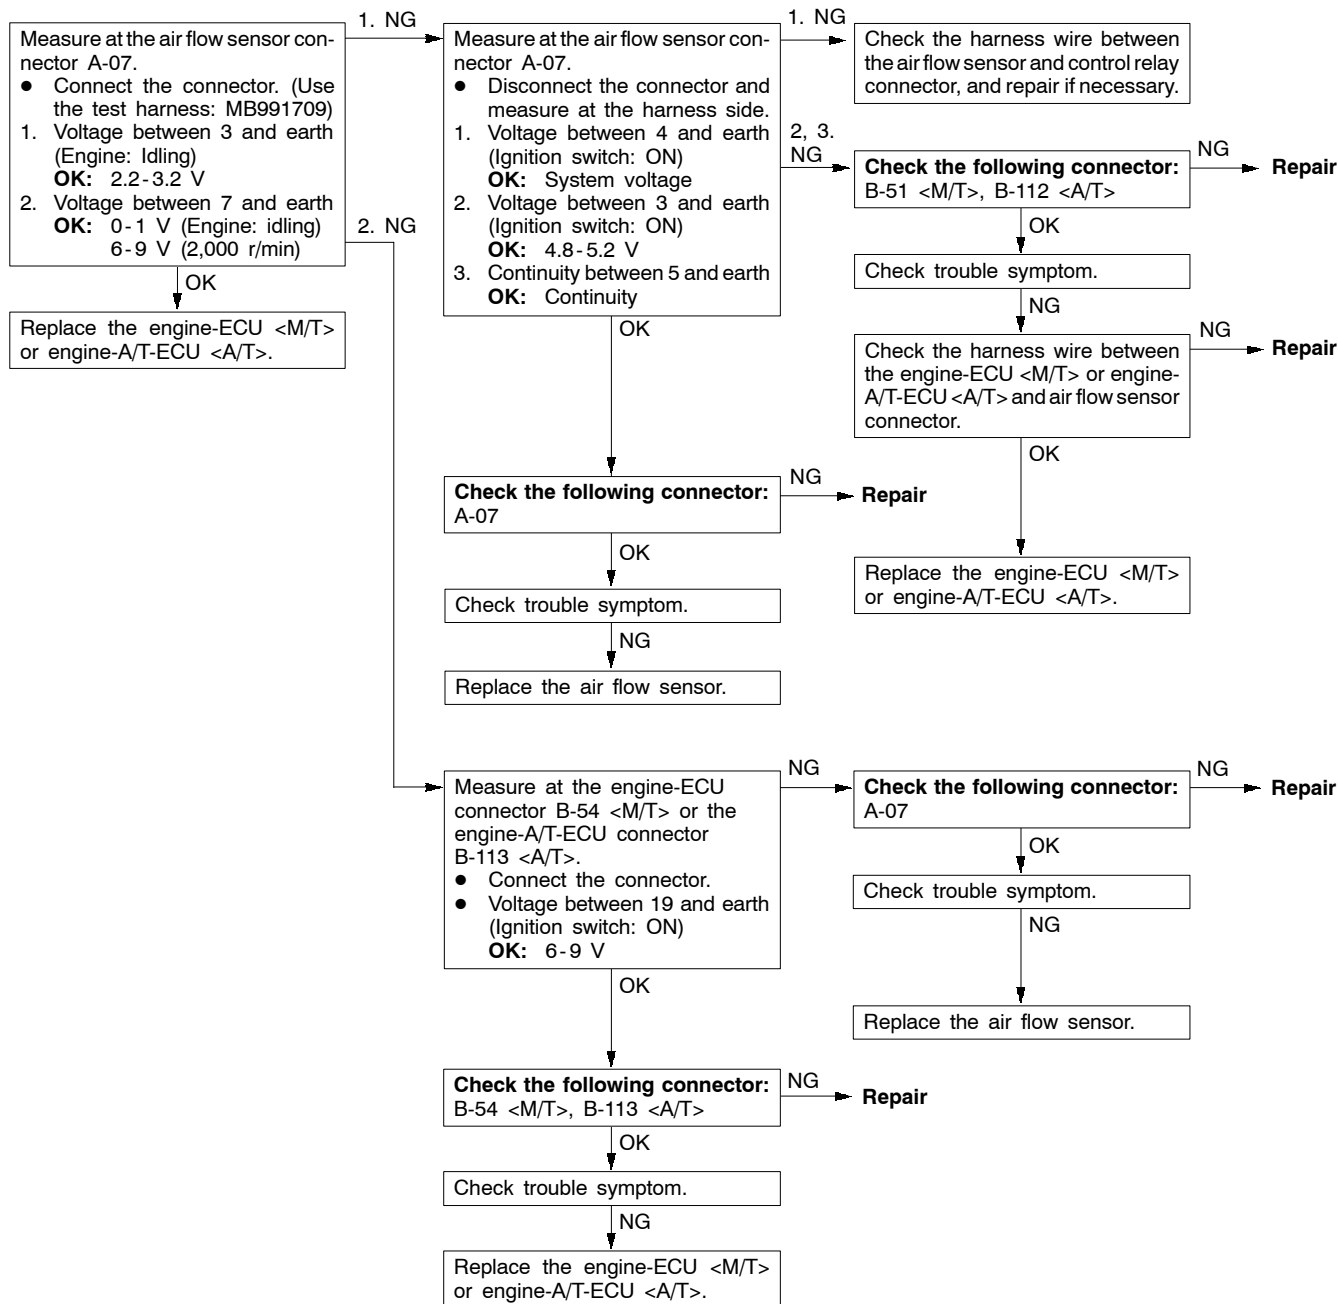 1. NG
Measure at the air flow sensor con-
nector A-07.
● Connect the connector. (Use
the test harness: MB991709)
1. Voltage between 3 and earth
(Engine: Idling)
OK: 2.2-3.2 V
2. Voltage between 7 and earth
OK: 0-1 V (Engine: idling)
6-9 V (2,000 r/min)
2. NG
OK
Replace the engine-ECU <M/T>
or engine-A/T-ECU <A/T>.
Measure at the air flow sensor con-
nector A-07.
● Disconnect the connector and
measure at the harness side.
1. Voltage between 4 and earth
(Ignition switch: ON)
OK: System voltage
2. Voltage between 3 and earth
(Ignition switch: ON)
OK: 4.8-5.2 V
3. Continuity between 5 and earth
OK: Continuity
1. NG
Check the harness wire between
the air flow sensor and control relay
connector, and repair if necessary.
2, 3.
NG
Check the following connector:
B-51 <M/T>, B-112 <A/T>
NG
Repair
OK
Check trouble symptom.
NG
Check the harness wire between
the engine-ECU <M/T> or engine-
A/T-ECU <A/T> and air flow sensor
connector.
NG
Repair
OK
Replace the engine-ECU <M/T>
or engine-A/T-ECU <A/T>.
OK
Check the following connector:
A-07
NG
Repair
OK
Check trouble symptom.
NG
Replace the air flow sensor.
Measure at the engine-ECU
connector B-54 <M/T> or the
engine-A/T-ECU connector
B-113 <A/T>.
● Connect the connector.
● Voltage between 19 and earth
(Ignition switch: ON)
OK: 6-9 V
NG
Check the following connector:
A-07
NG
Repair
OK
Check trouble symptom.
NG
Replace the air flow sensor.
OK
Check the following connector:
B-54 <M/T>, B-113 <A/T>
NG
Repair
OK
Check trouble symptom.
NG
Replace the engine-ECU <M/T>
or engine-A/T-ECU <A/T>.